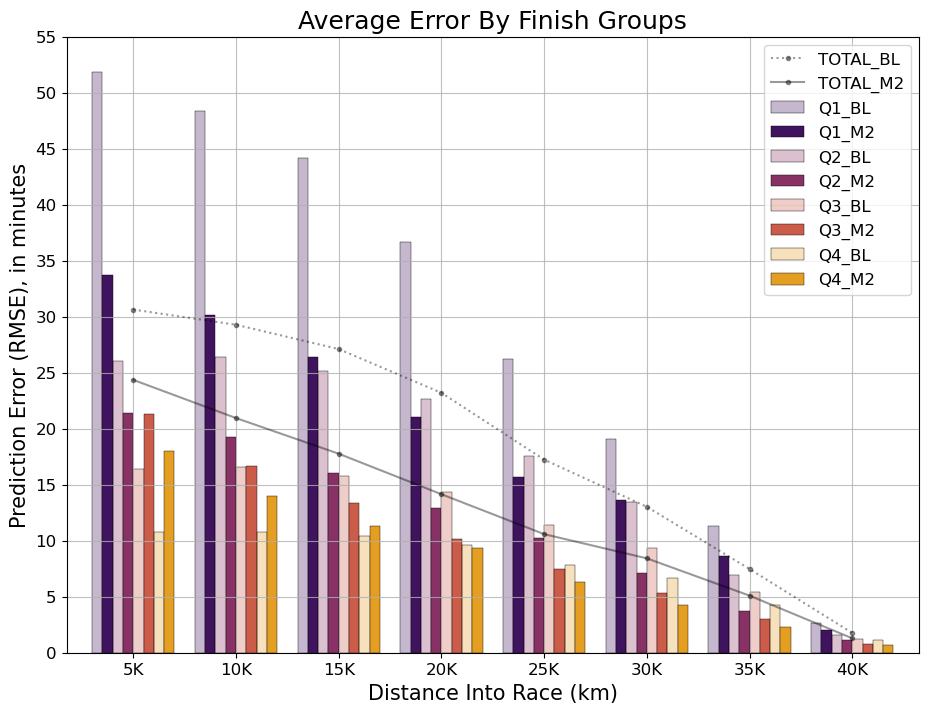 Average Error By Finish Groups
Prediction Error (RMSE), in minutes
55
50
45
40
35
30
25
20
15
10
5
0
TOTAL_BL
TOTAL_M2
Q1_BL
Q1_M2
Q2_BL
Q2_M2
Q3_BL
Q3_M2
Q4_BL
Q4_M2
5K 10K 15K 20K 25K 30K 35K 40K
Distance Into Race (km)